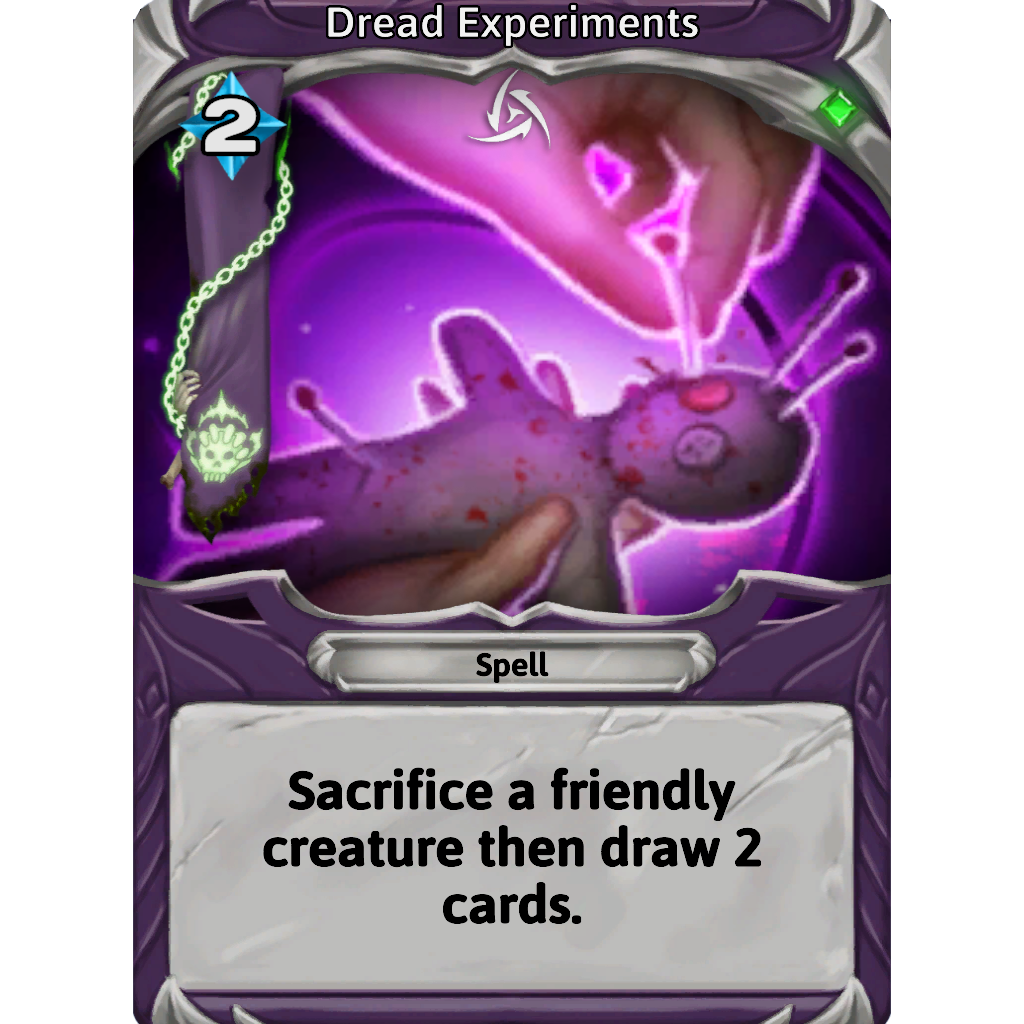 Dread Experiments
2
Spell
Sacrifice a friendly
creature then draw 2
cards.